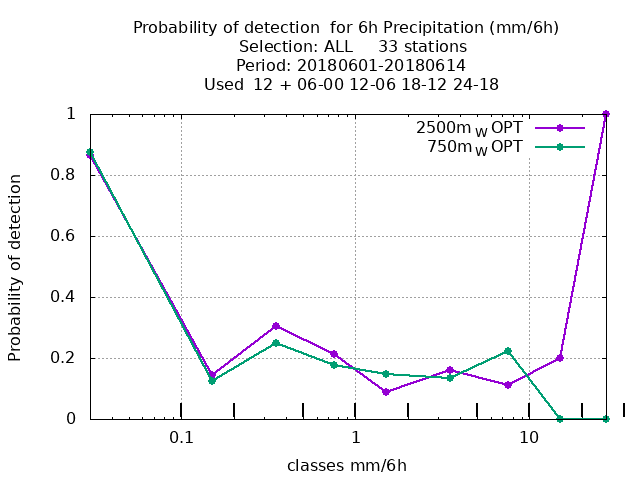 Probability of detection  for 6h Precipitation (mm/6h)
Selection: ALL     33 stations
Period: 20180601-20180614
Used  12 + 06-00 12-06 18-12 24-18
2500m W OPT
750m W OPT
1
0.8
0.6
0.4
0.2
0
Probability of detection
0.1 1 10
classes mm/6h